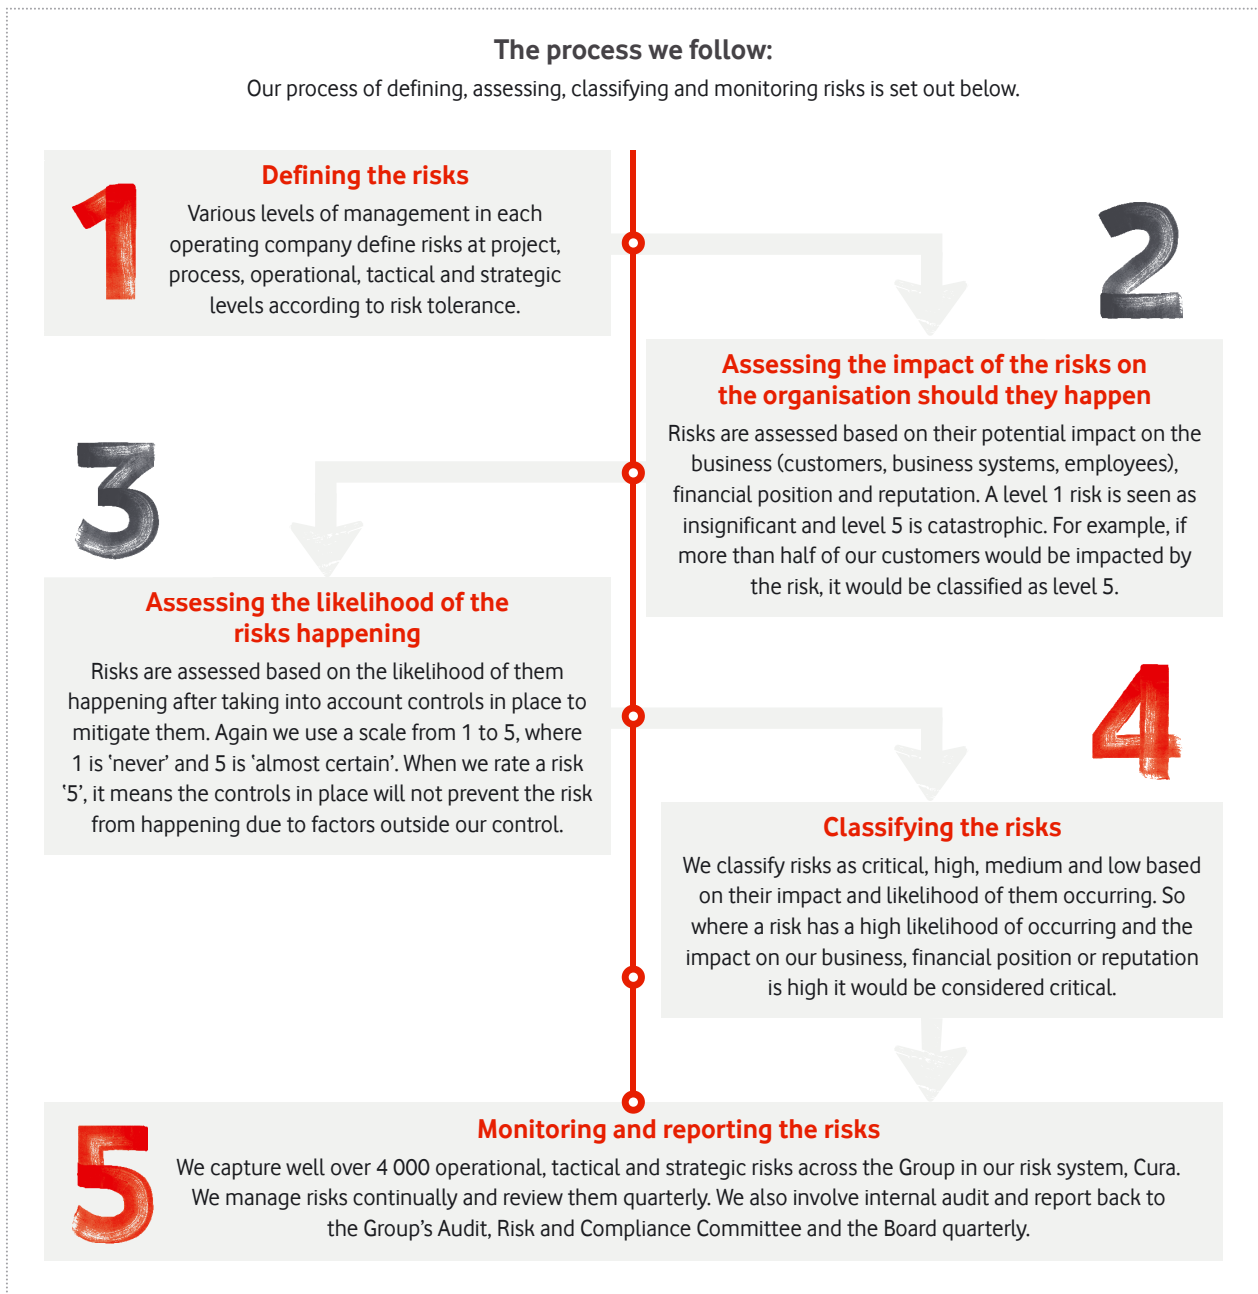 The process we follow:
Our process of defining, assessing, classifying and monitoring risks is set out below.
1
Defining the risks
Various levels of management in each
operating company define risks at project,
process, operational, tactical and strategic
levels according to risk tolerance.
2
Assessing the impact of the risks on
the organisation should they happen
Risks are assessed based on their potential impact on the
business (customers, business systems, employees),
financial position and reputation. A level 1 risk is seen as
insignificant and level 5 is catastrophic. For example, if
more than half of our customers would be impacted by
the risk, it would be classified as level 5.
3
Assessing the likelihood of the
risks happening
Risks are assessed based on the likelihood of them
happening after taking into account controls in place to
mitigate them. Again we use a scale from 1 to 5, where
1 is ‘never’ and 5 is ‘almost certain’. When we rate a risk
‘5’, it means the controls in place will not prevent the risk
from happening due to factors outside our control.
4
Classifying the risks
We classify risks as critical, high, medium and low based
on their impact and likelihood of them occurring. So
where a risk has a high likelihood of occurring and the
impact on our business, financial position or reputation
is high it would be considered critical.
5
Monitoring and reporting the risks
We capture well over 4 000 operational, tactical and strategic risks across the Group in our risk system, Cura.
We manage risks continually and review them quarterly. We also involve internal audit and report back to
the Group’s Audit, Risk and Compliance Committee and the Board quarterly.